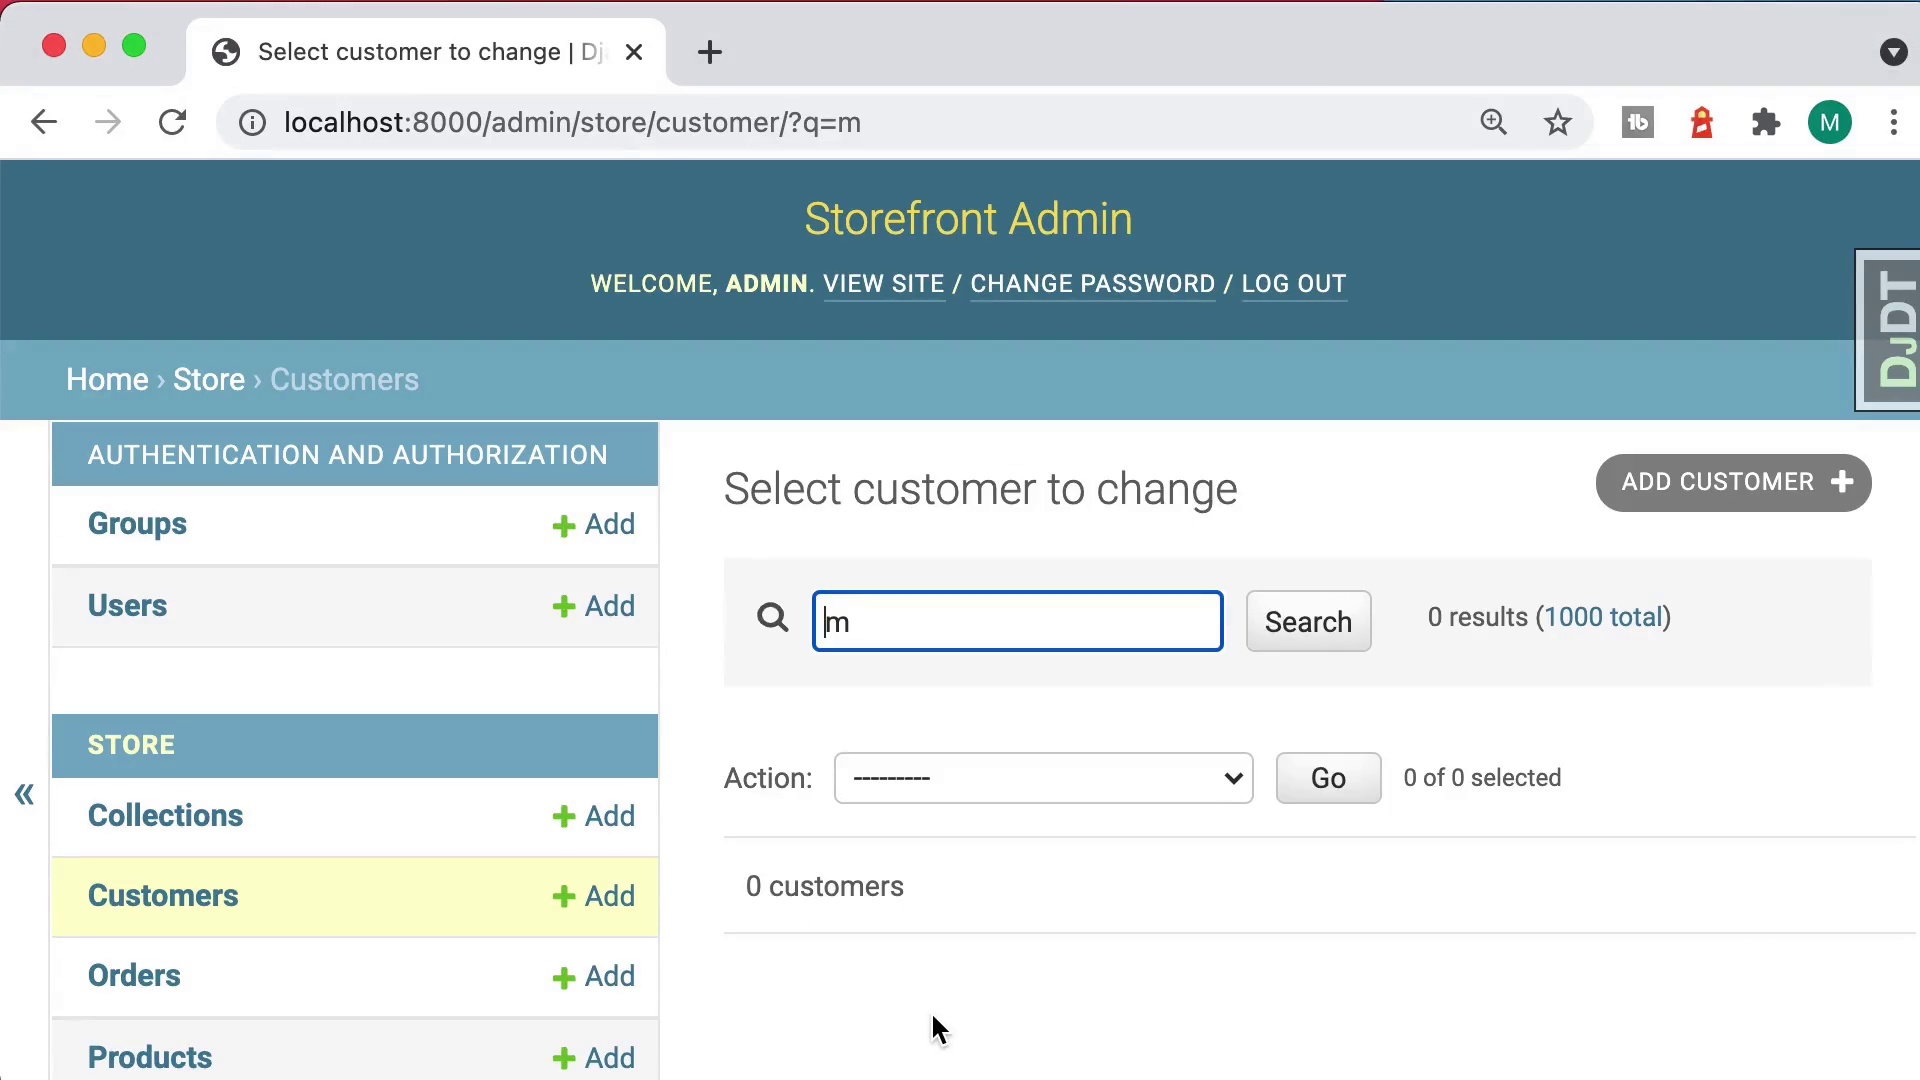 Select customer to change | Dj
localhost:8000/admin/store/customer/?q=m
M
Storefront Admin
WELCOME, ADMIN. VIEW SITE / CHANGE PASSWORD / LOG OUT
DJDT
Home › Store › Customers
AUTHENTICATION AND AUTHORIZATION
Groups Add
Users Add
STORE
Collections Add
Customers Add
Orders Add
Products Add
«
Select customer to change
ADD CUSTOMER
m
Search
0 results (1000 total)
Action: --------- Go 0 of 0 selected
0 customers